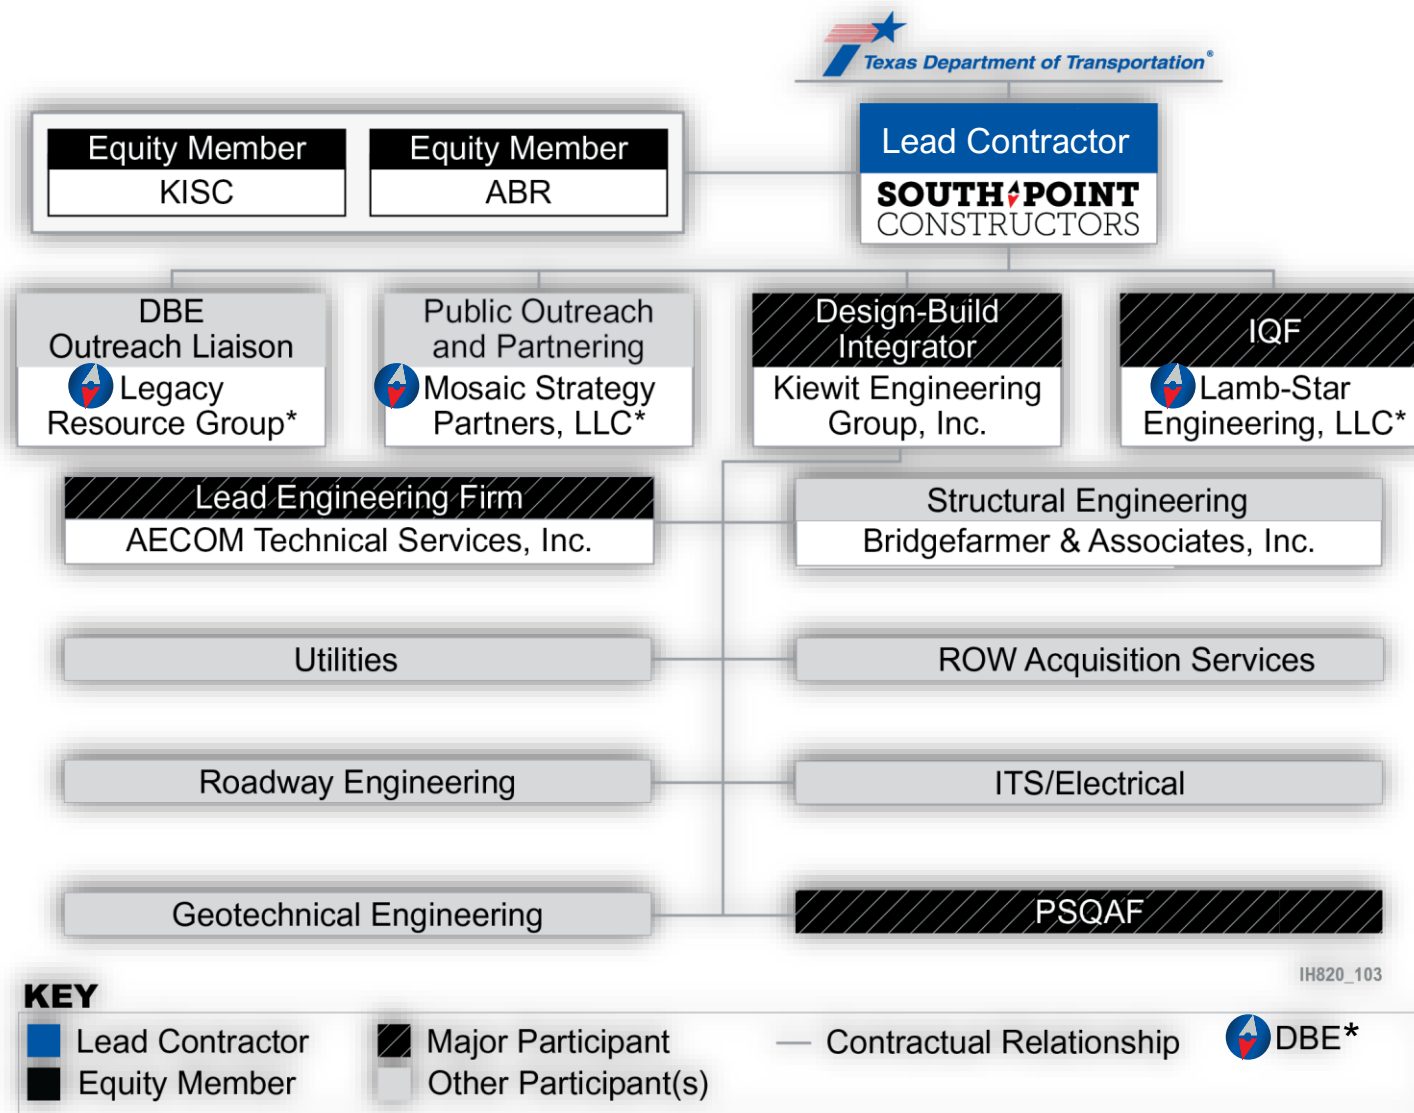 Texas Department of Transportation®
Lead Contractor
SOUTH POINT
CONSTRUCTORS
Equity Member
KISC
Equity Member
ABR
DBE
Outreach Liaison
Legacy
Resource Group*
Public Outreach
and Partnering
Mosaic Strategy
Partners, LLC*
Design-Build
Integrator
Kiewit Engineering
Group, Inc.
IQF
Lamb-Star
Engineering, LLC*
Lead Engineering Firm
AECOM Technical Services, Inc.
Structural Engineering
Bridgefarmer & Associates, Inc.
Utilities
ROW Acquisition Services
Roadway Engineering
ITS/Electrical
Geotechnical Engineering
PSQAF
IH820_103
KEY
Lead Contractor
Equity Member
Major Participant
Other Participant(s)
Contractual Relationship
DBE*